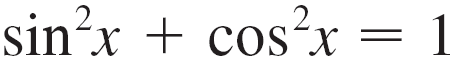 sin²x + cos²x = 1